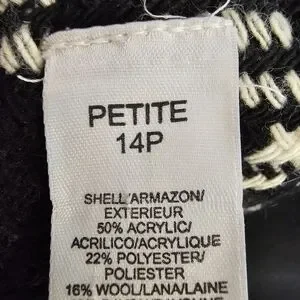 PETITE
14P
SHELL/ARMAZON/
EXTERIEUR
50% ACRYLIC/
ACRILICO/ACRYLIQUE
22% POLYESTER/
POLIESTER
16% WOOL/LANA/LAINE